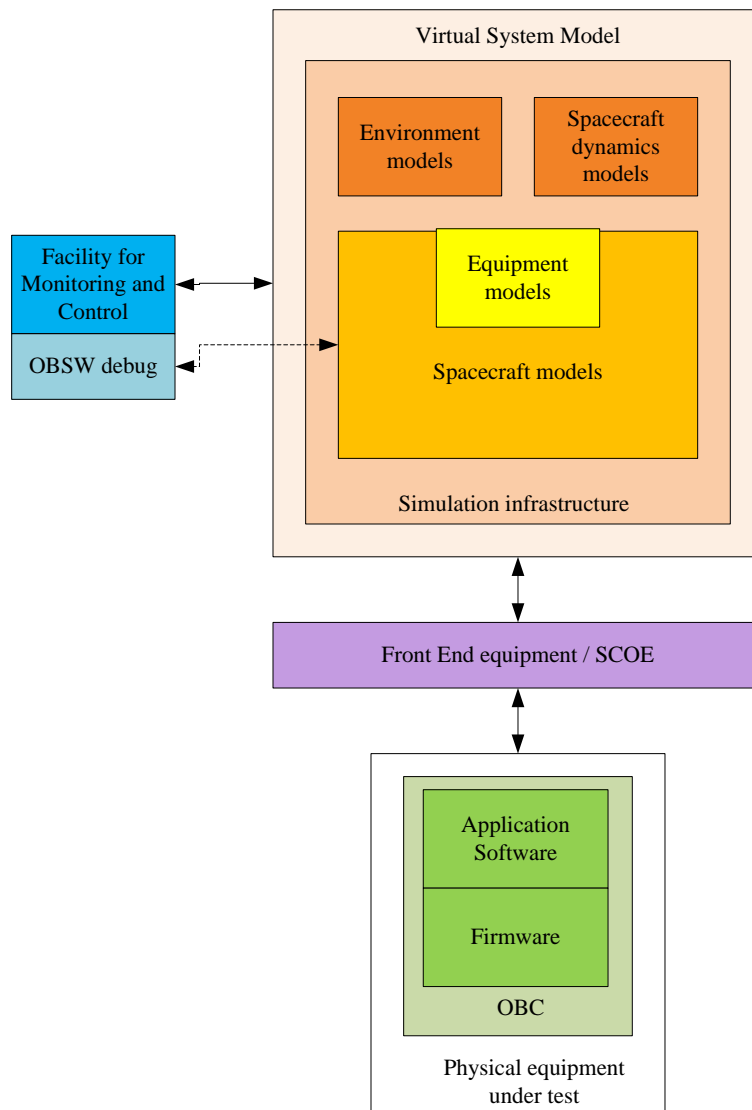 Virtual System Model
Environment
models
Spacecraft
dynamics
models
Facility for
Monitoring and
Control
OBSW debug
Equipment
models
Spacecraft models
Simulation infrastructure
Front End equipment / SCOE
Application
Software
Firmware
OBC
Physical equipment
under test